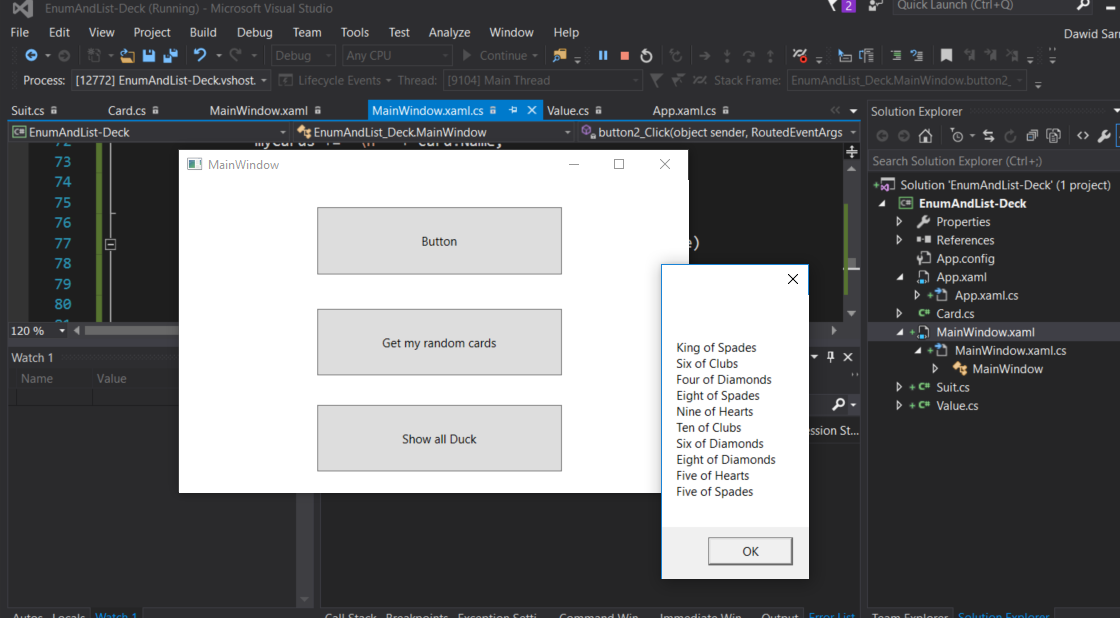 EnumAndList-Deck (Running) - Microsoft Visual Studio
2
Quick Launch (Ctrl+Q)
File Edit View Project Build Debug Team Tools Test Analyze Window Help
Dawid Sar
Debug Any CPU Continue
Process: [12772] EnumAndList-Deck.vshost. Lifecycle Events Thread: [9104] Main Thread Stack Frame: EnumAndList_Deck.MainWindow.button2_
Suit.cs Card.cs MainWindow.xaml MainWindow.xaml.cs Value.cs App.xaml.cs
EnumAndList-Deck EnumAndList_Deck.MainWindow button2_Click(object sender, RoutedEventArgs
72
73
74
75
76
77
78
79
80
81
e)
120 %
MainWindow
Button
Get my random cards
Show all Duck
King of Spades
Six of Clubs
Four of Diamonds
Eight of Spades
Nine of Hearts
Ten of Clubs
Six of Diamonds
Eight of Diamonds
Five of Hearts
Five of Spades
OK
Watch 1
Name Value
ession St...
Autos Locals Watch 1
Call Stack Breakpoints Exception Setti... Command Win... Immediate Win... Output Error List
Solution Explorer
Search Solution Explorer (Ctrl+;)
Solution 'EnumAndList-Deck' (1 project)
EnumAndList-Deck
Properties
References
App.config
App.xaml
App.xaml.cs
Card.cs
MainWindow.xaml
MainWindow.xaml.cs
MainWindow
Suit.cs
Value.cs
Team Explorer Solution Explorer